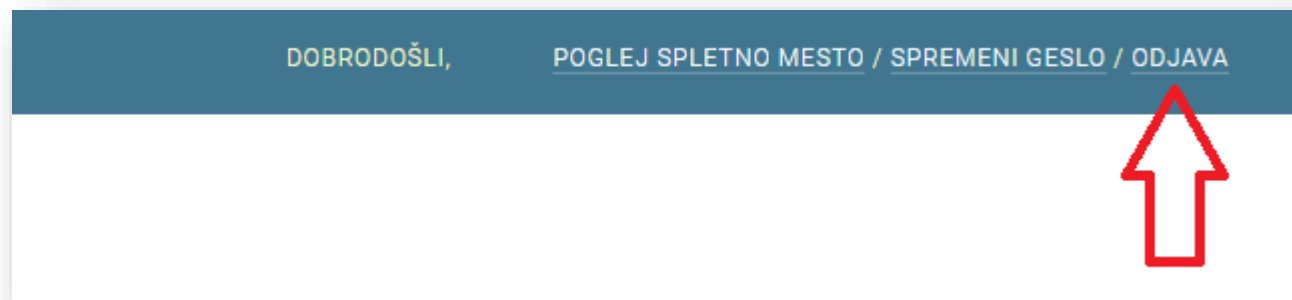 DOBRODOŠLI, POGLEJ SPLETNO MESTO / SPREMENI GESLO / ODJAVA